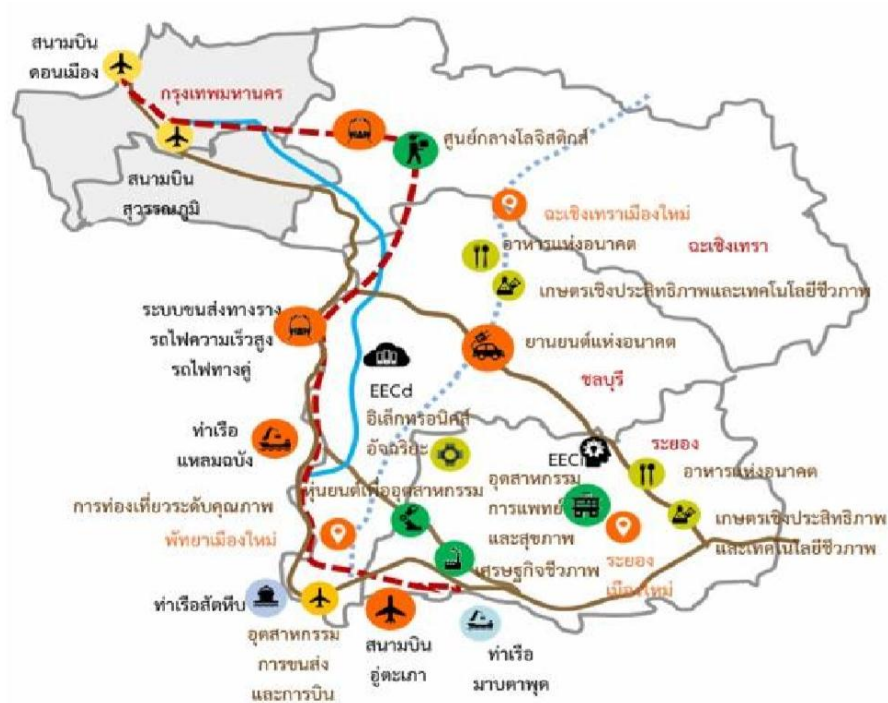 สนามบิน
ดอนเมือง
กรุงเทพมหานคร
ศูนย์กลางโลจิสติกส์
สนามบิน
สุวรรณภูมิ
ฉะเชิงเทราเมืองใหม่
อาหารแห่งอนาคต
ฉะเชิงเทรา
เกษตรเชิงประสิทธิภาพและเทคโนโลยีชีวภาพ
ระบบขนส่งทางราง
รถไฟความเร็วสูง
รถไฟทางคู่
ยานยนต์แห่งอนาคต
ชลบุรี
EECd
อิเล็กทรอนิคส์
อัจฉริยะ
ท่าเรือ
แหลมฉบัง
EECi
ระยอง
อาหารแห่งอนาคต
อุตสาหกรรม
การแพทย์
และสุขภาพ
หุ่นยนต์เพื่ออุตสาหกรรม
การท่องเที่ยวระดับคุณภาพ
พัทยาเมืองใหม่
เกษตรเชิงประสิทธิภาพ
และเทคโนโลยีชีวภาพ
เศรษฐกิจชีวภาพ
ระยอง
เมืองใหม่
ท่าเรือสัตหีบ
อุตสาหกรรม
การขนส่ง
และการบิน
สนามบิน
อู่ตะเภา
ท่าเรือ
มาบตาพุด